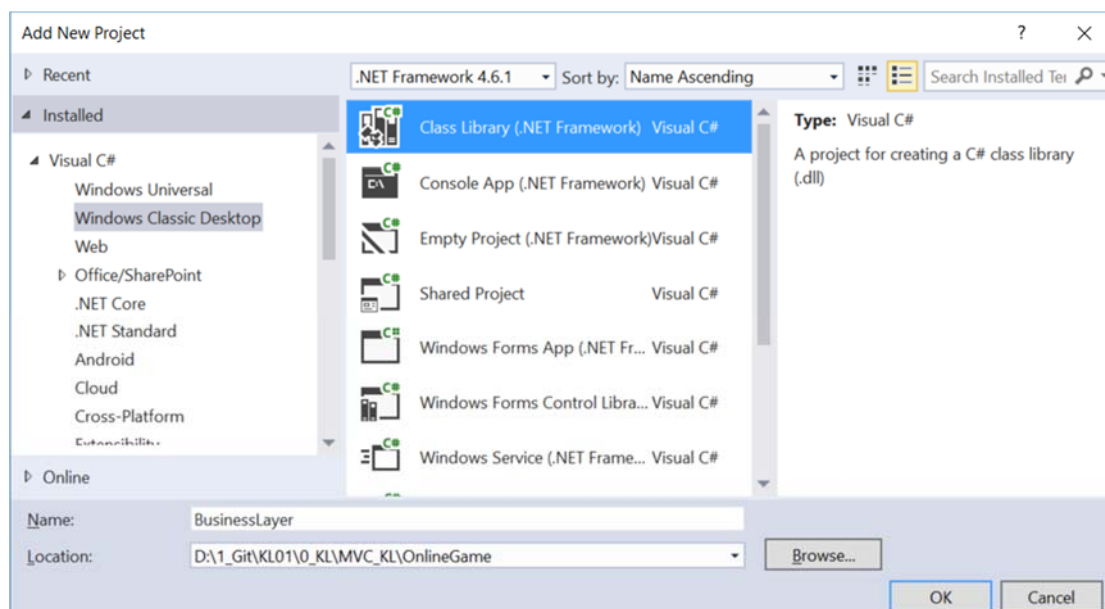 Add New Project
?
Recent
.NET Framework 4.6.1
Sort by:
Name Ascending
Search Installed Te
Installed
Visual C#
Windows Universal
Windows Classic Desktop
Web
Office/SharePoint
.NET Core
.NET Standard
Android
Cloud
Cross-Platform
Extensibility
Online
Class Library (.NET Framework) Visual C#
Console App (.NET Framework) Visual C#
Empty Project (.NET Framework) Visual C#
Shared Project Visual C#
Windows Forms App (.NET Fr... Visual C#
Windows Forms Control Libra... Visual C#
Windows Service (.NET Frame... Visual C#
Type: Visual C#
A project for creating a C# class library
(.dll)
Name: BusinessLayer
Location: D:\1_Git\KL01\0_KL\MVC_KL\OnlineGame
Browse...
OK
Cancel